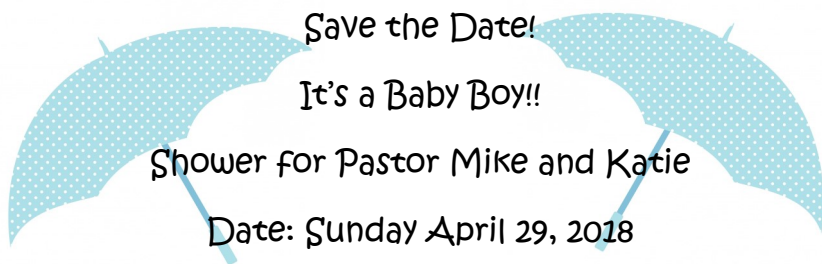 Save the Date!
It's a Baby Boy!!
Shower for Pastor Mike and Katie
Date: Sunday April 29, 2018